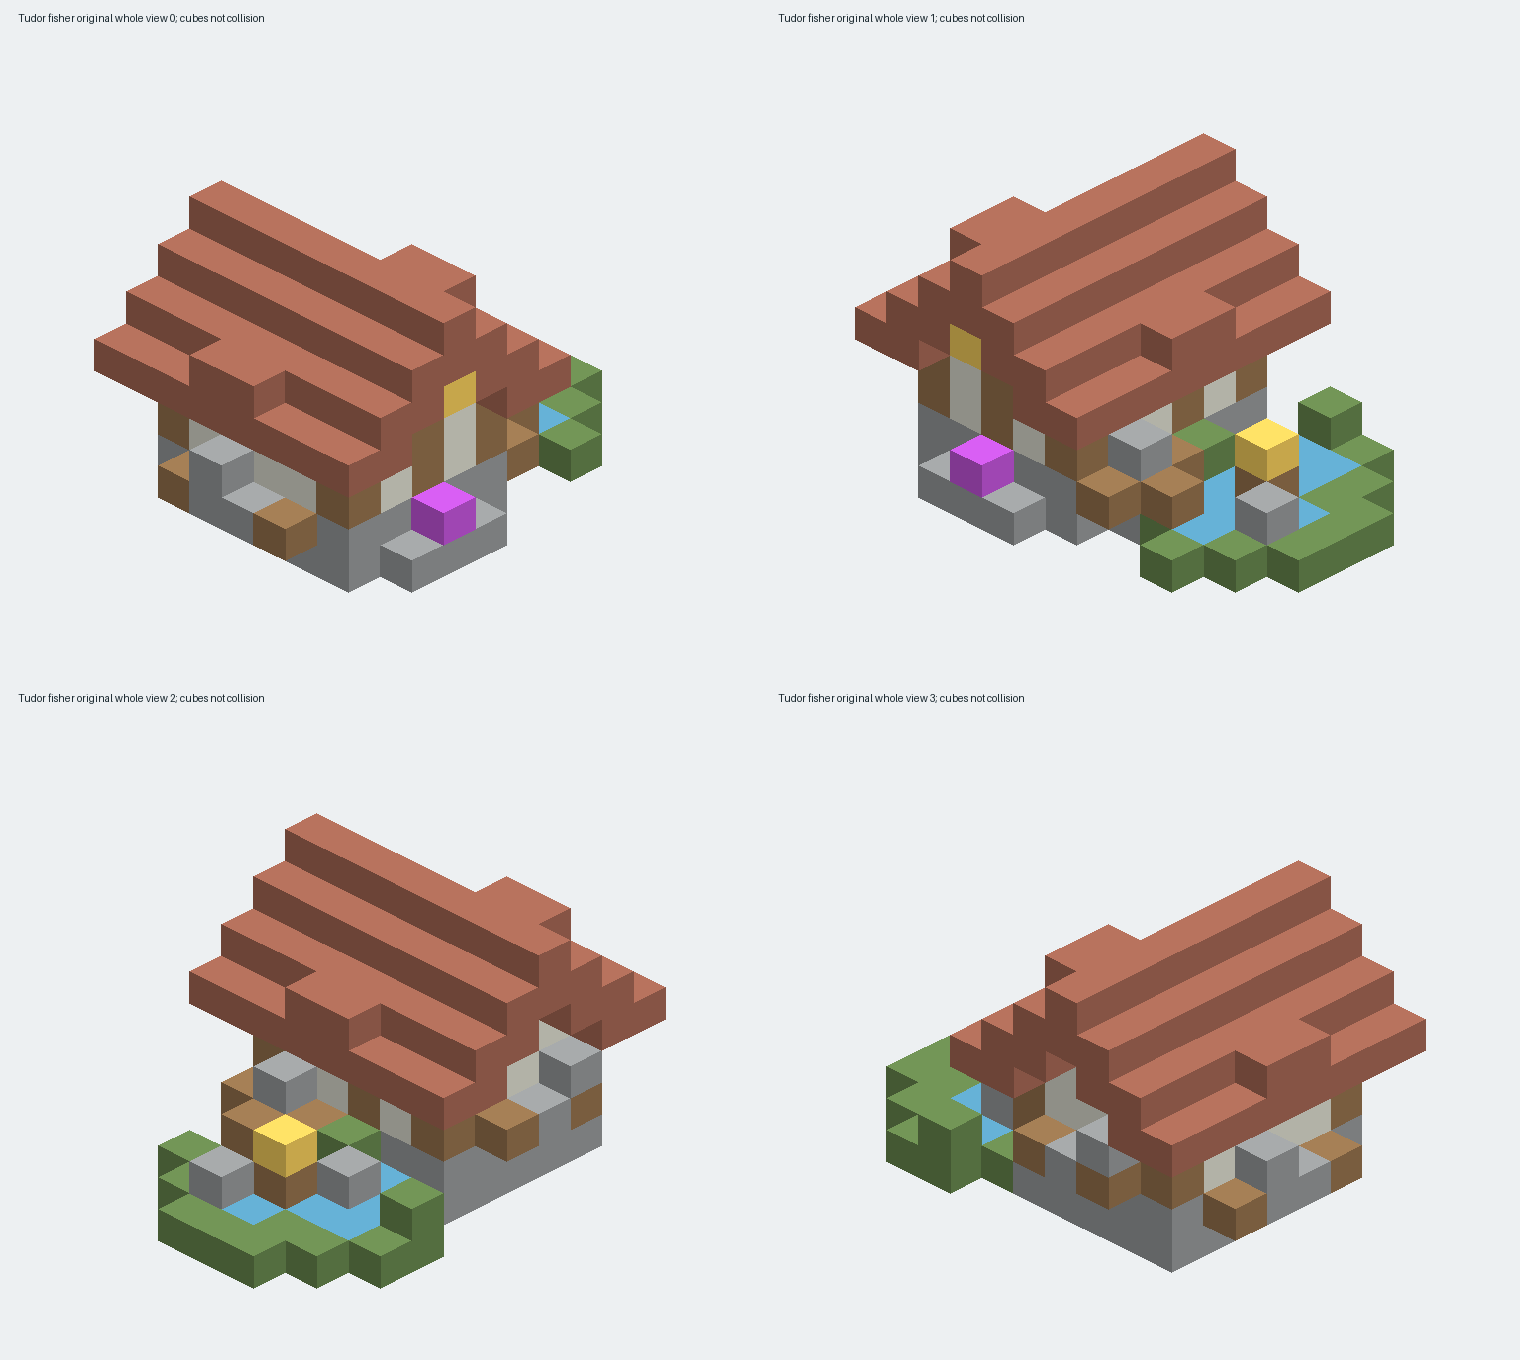 Tudor fisher original whole view 0; cubes not collision
Tudor fisher original whole view 1; cubes not collision
Tudor fisher original whole view 2; cubes not collision
Tudor fisher original whole view 3; cubes not collision